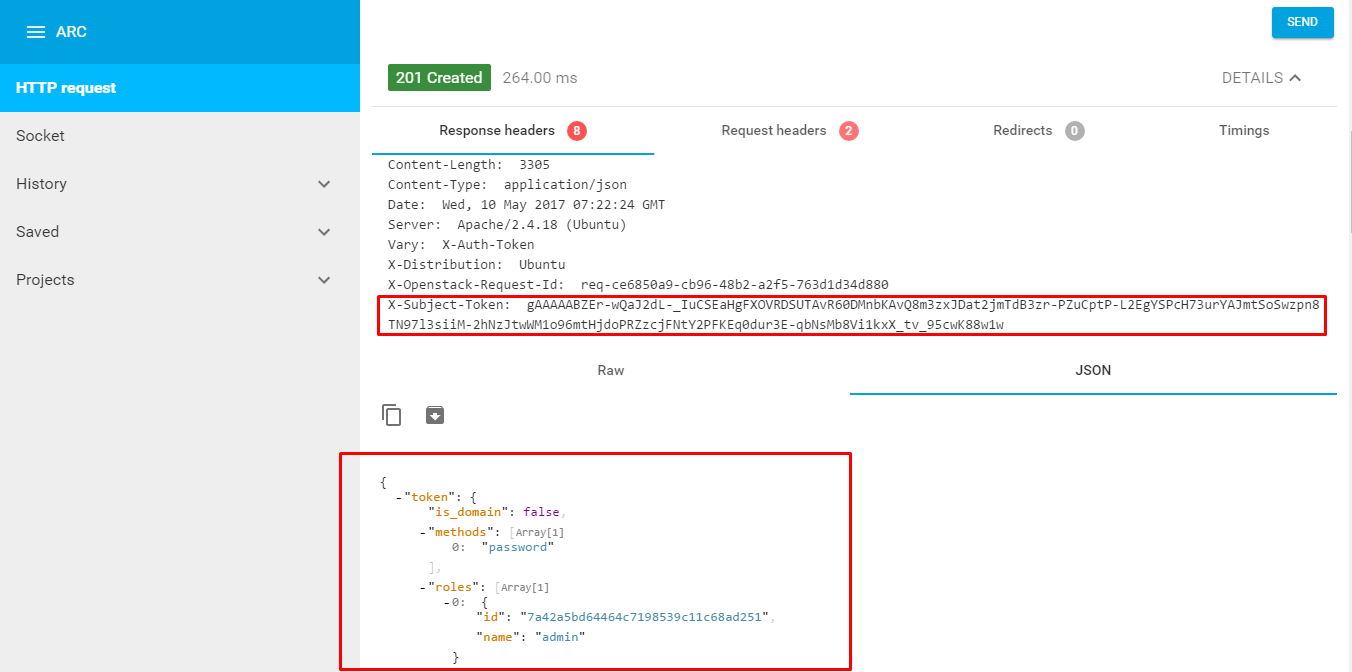 ARC
SEND
HTTP request
201 Created 264.00 ms DETAILS
Socket
History
Saved
Projects
Response headers 8 Request headers 2 Redirects 0 Timings
Content-Length: 3305
Content-Type: application/json
Date: Wed, 10 May 2017 07:22:24 GMT
Server: Apache/2.4.18 (Ubuntu)
Vary: X-Auth-Token
X-Distribution: Ubuntu
X-Openstack-Request-Id: req-ce6850a9-cb96-48b2-a2f5-763d1d34d880
X-Subject-Token: gAAAAABZEr-wQaJ2dL-_IuCSEaHgFXOVRDSUTAvR60DMnbKAvQ8m3zxJDat2jmTdB3zr-PZuCptP-L2EgYSPcH73urYAJmtSoSwzpn8
TN97l3siiM-2hNzJtwWM1o96mtHjdoPRZzcjFNtY2PFKEq0dur3E-qbNsMb8Vi1kxX_tv_95cwK88w1w
Raw JSON
{
-"token": {
"is_domain": false,
-"methods": [Array[1]
0: "password"
],
-"roles": [Array[1]
-0: {
"id": "7a42a5bd64464c7198539c11c68ad251",
"name": "admin"
}